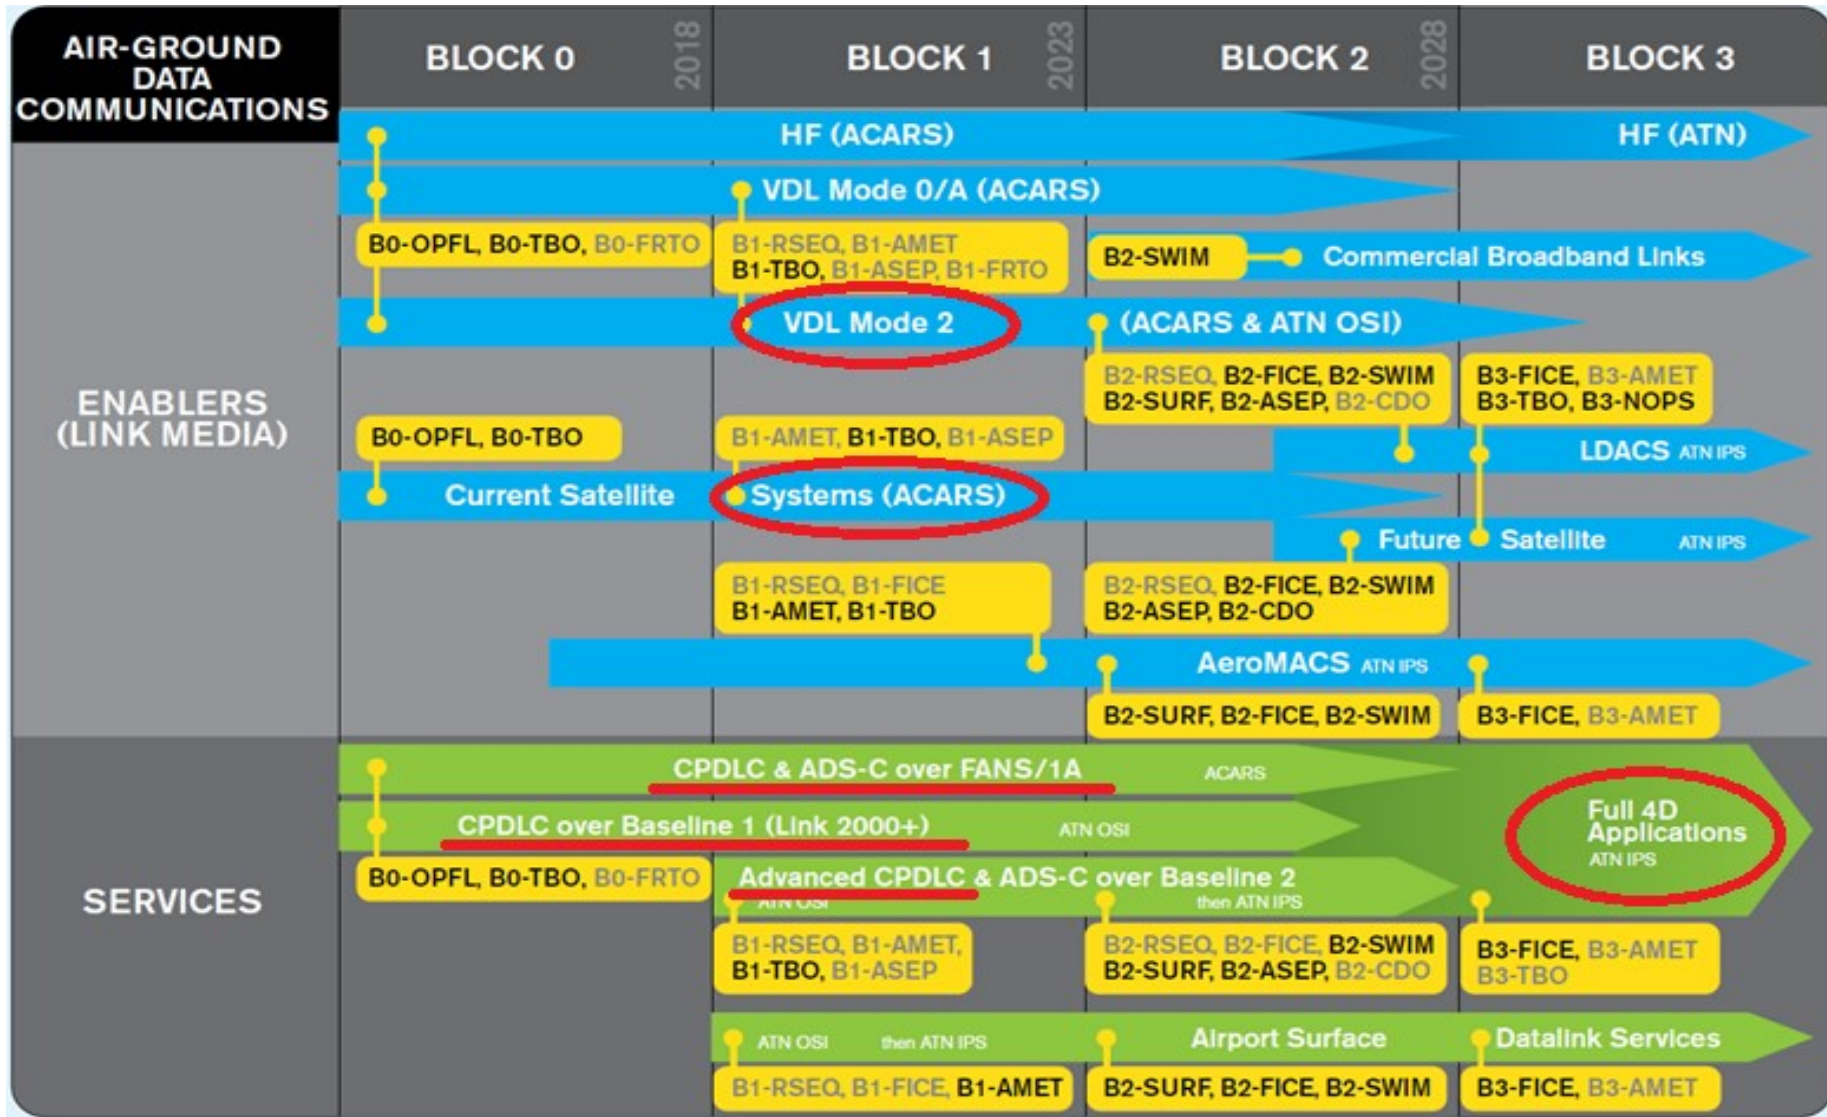 AIR-GROUND
DATA
COMMUNICATIONS
BLOCK 0
2018
BLOCK 1
2023
BLOCK 2
2028
BLOCK 3
HF (ACARS)
HF (ATN)
VDL Mode 0/A (ACARS)
B0-OPFL, B0-TBO, B0-FRTO
B1-RSEQ, B1-AMET
B1-TBO, B1-ASEP, B1-FRTO
B2-SWIM
Commercial Broadband Links
VDL Mode 2
(ACARS & ATN OSI)
ENABLERS
(LINK MEDIA)
B2-RSEQ, B2-FICE, B2-SWIM
B2-SURF, B2-ASEP, B2-CDO
B3-FICE, B3-AMET
B3-TBO, B3-NOPS
B0-OPFL, B0-TBO
B1-AMET, B1-TBO, B1-ASEP
LDACS ATN IPS
Current Satellite
Systems (ACARS)
Future
Satellite
ATN IPS
B1-RSEQ, B1-FICE
B1-AMET, B1-TBO
B2-RSEQ, B2-FICE, B2-SWIM
B2-ASEP, B2-CDO
AeroMACS ATN IPS
B2-SURF, B2-FICE, B2-SWIM
B3-FICE, B3-AMET
SERVICES
CPDLC & ADS-C over FANS/1A
ACARS
CPDLC over Baseline 1 (Link 2000+)
ATN OSI
Full 4D
Applications
ATN IPS
B0-OPFL, B0-TBO, B0-FRTO
Advanced CPDLC & ADS-C over Baseline 2
ATN OSI
then ATN IPS
B1-RSEQ, B1-AMET,
B1-TBO, B1-ASEP
B2-RSEQ, B2-FICE, B2-SWIM
B2-SURF, B2-ASEP, B2-CDO
B3-FICE, B3-AMET
B3-TBO
ATN OSI
then ATN IPS
Airport Surface
Datalink Services
B1-RSEQ, B1-FICE, B1-AMET
B2-SURF, B2-FICE, B2-SWIM
B3-FICE, B3-AMET